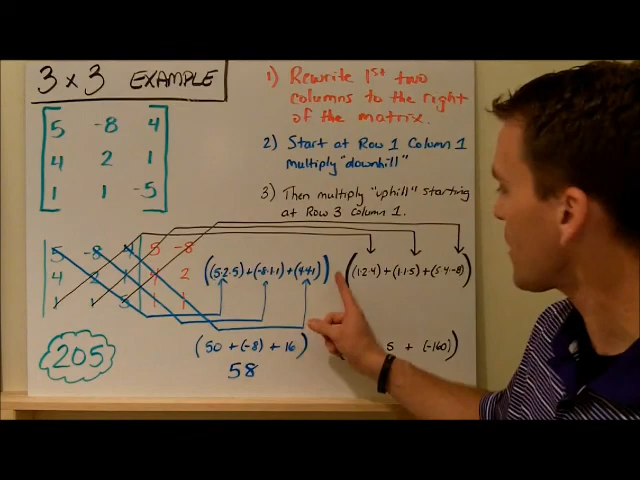 3 x 3 EXAMPLE
5 -8 4
4 2 1
1 1 -5
1) Rewrite 1st two
columns to the right
of the matrix.
2) Start at Row 1 Column 1
multiply "downhill"
3) Then multiply "uphill" starting
at Row 3 Column 1.
5 -8 4 5 -8
4 2 1 4 2
1 1 5 1 1
((5·2·5)+(-8·1·1)+(4·4·1)) ((1·2·4)+(1·1·5)+(5·4·-8))
(50 + (-8) + 16) 5 + (-160))
58
205